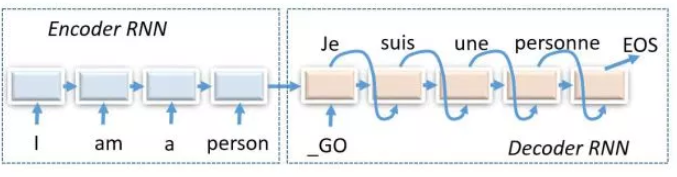 Encoder RNN
Je suis une personne EOS
I am a person _GO
Decoder RNN